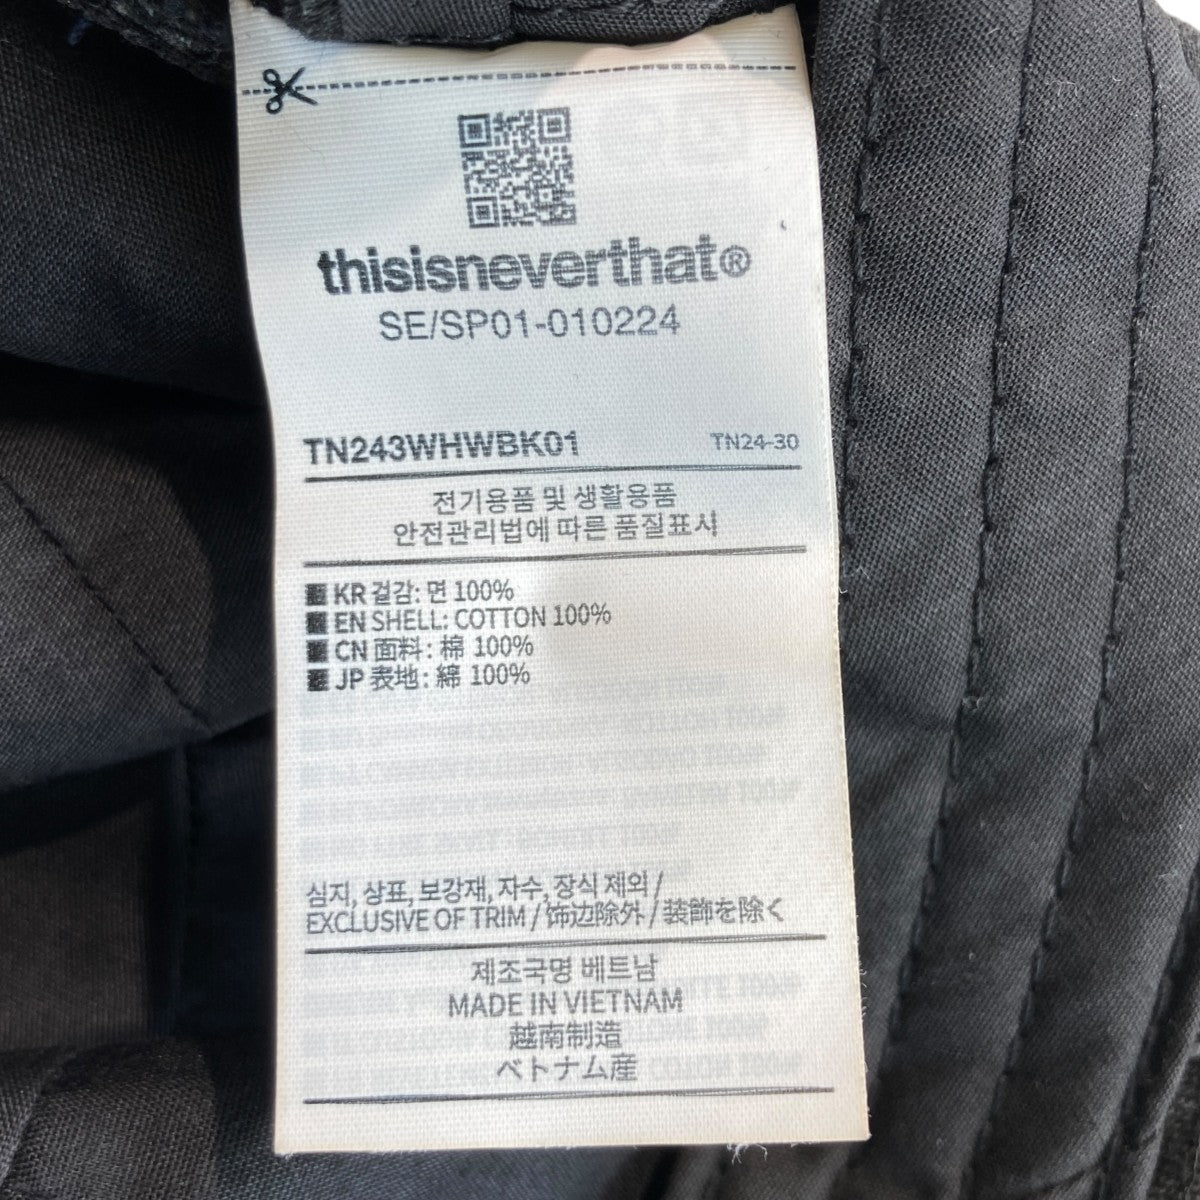 thisisneverthat®
SE/SP01-010224
TN243WHWBK01 TN24-30
전기용품 및 생활용품
안전관리법에 따른 품질표시
KR 겉감: 면 100%
EN SHELL: COTTON 100%
CN 面料: 棉 100%
JP 表地: 綿 100%
심지, 상표, 보강재, 자수, 장식 제외/
EXCLUSIVE OF TRIM/饰边除外/装飾を除く
제조국명 베트남
MADE IN VIETNAM
越南制造
ベトナム産